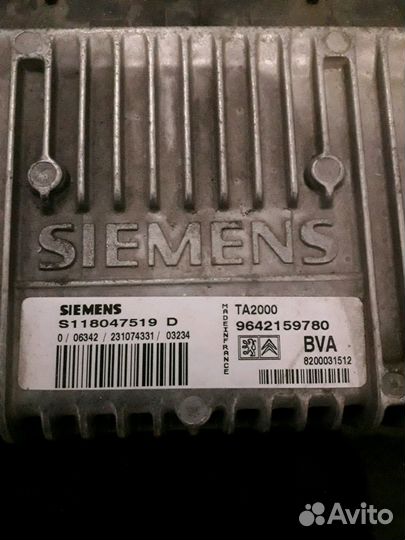 SIEMENS
SIEMENS
S118047519 D
0 / 06342 / 231074331 / 03234
MADE IN FRANCE
TA2000
9642159780
BVA
8200031512
Avito